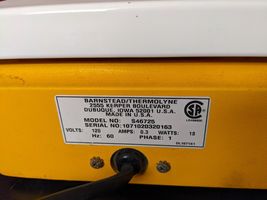 BARNSTEAD/THERMOLYNE
2555 KERPER BOULEVARD
DUBUQUE, IOWA 52001 U.S.A.
MADE IN U.S.A.
MODEL NO: S46725
SERIAL NO: 1071020320163
VOLTS: 120 AMPS: 0.3 WATTS: 18
Hz: 60 PHASE: 1